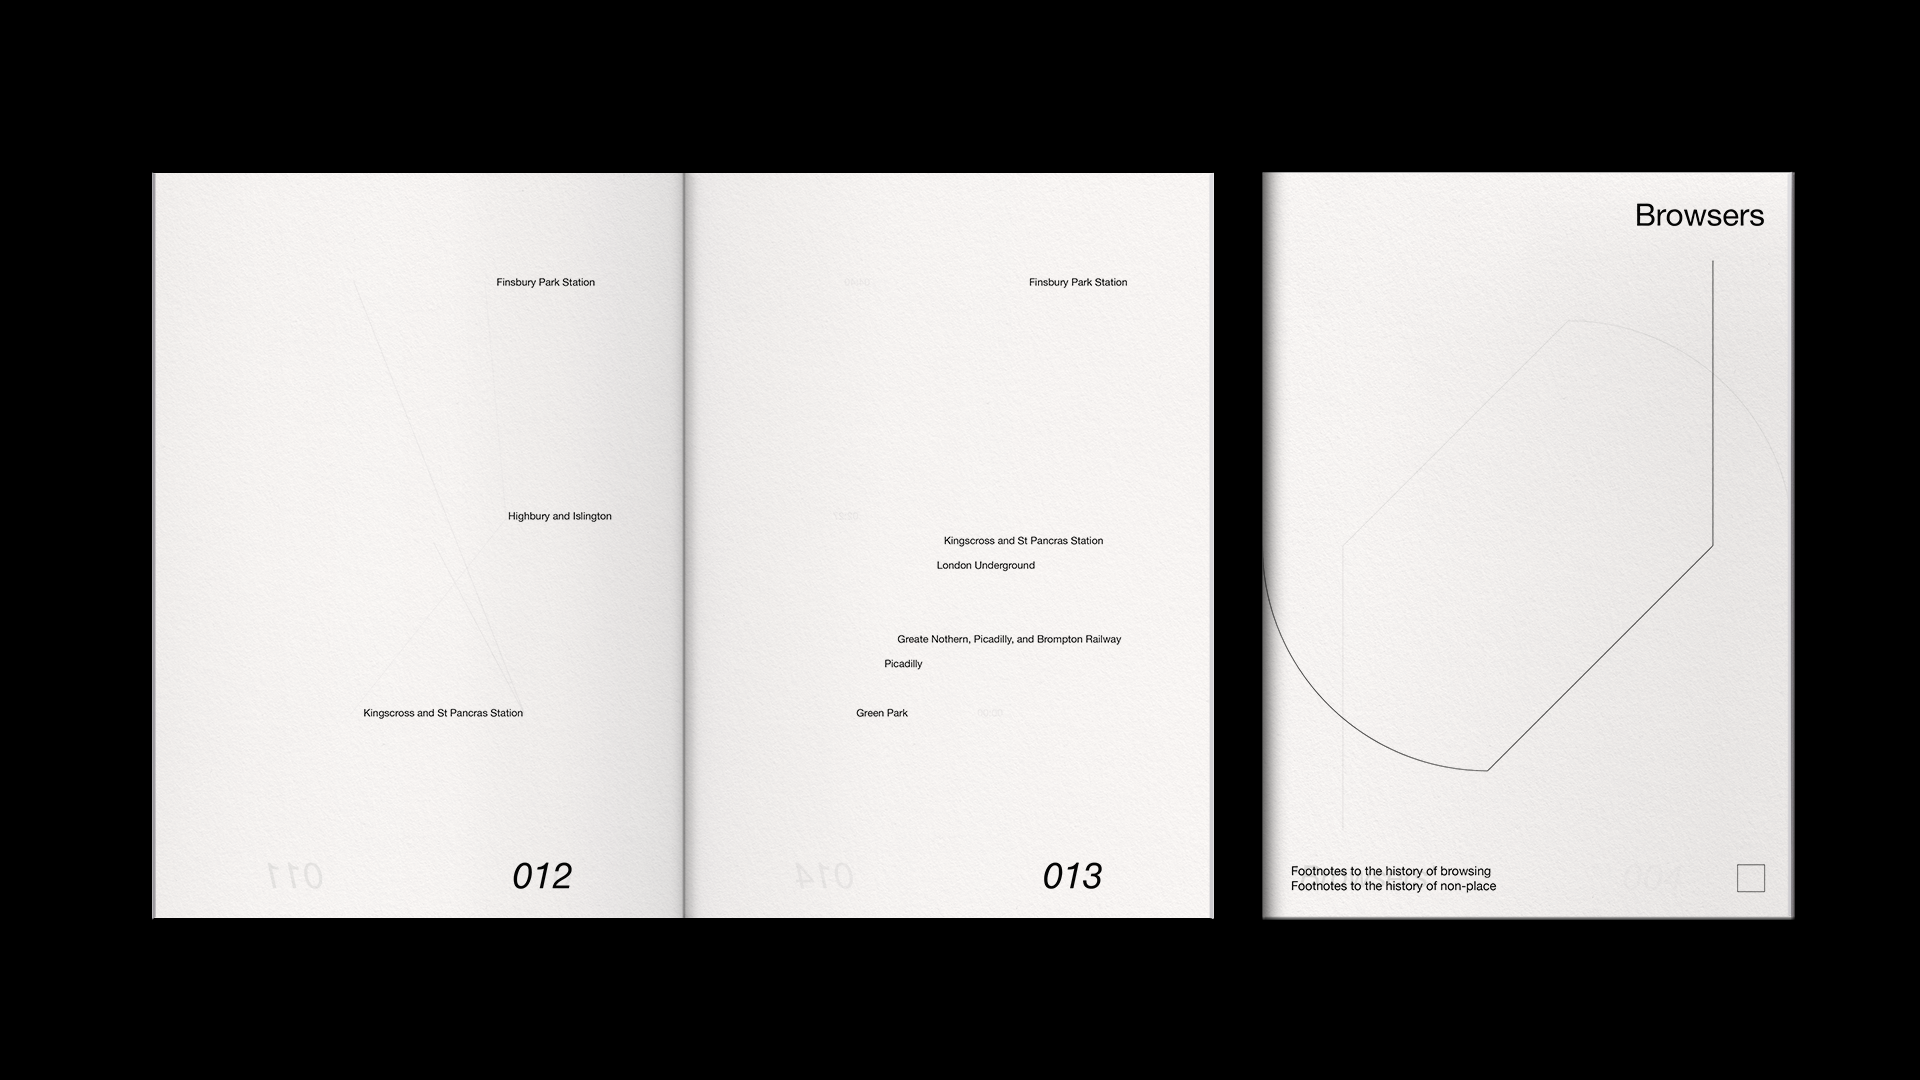 Finsbury Park Station
Highbury and Islington
Kingscross and St Pancras Station
011
012
Finsbury Park Station
Kingscross and St Pancras Station
London Underground
Greate Nothern, Picadilly, and Brompton Railway
Picadilly
Green Park
014
013
Browsers
Footnotes to the history of browsing
Footnotes to the history of non-place